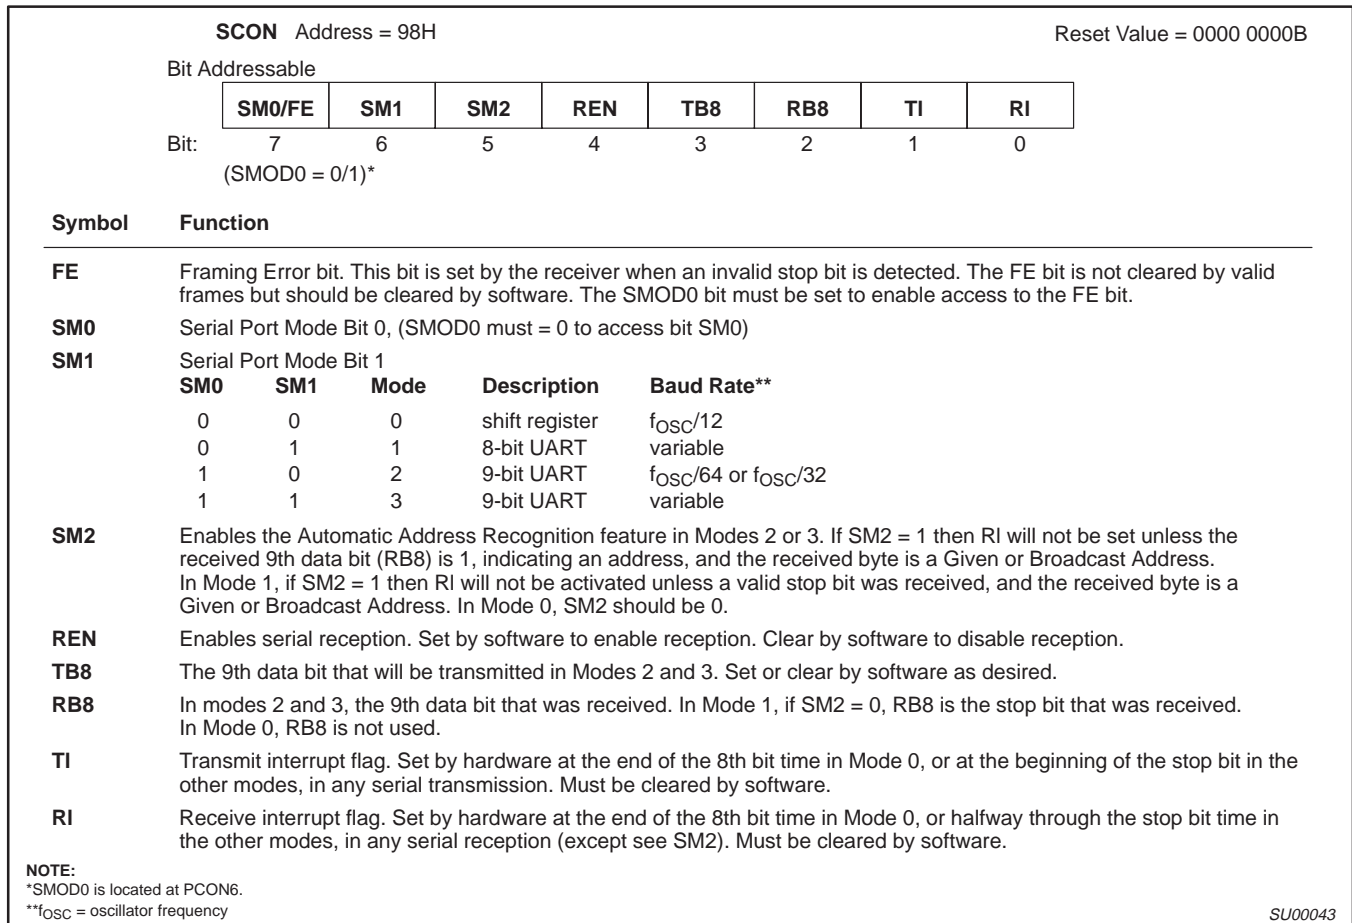 SCON Address = 98H Reset Value = 0000 0000B
Bit Addressable
SM0/FE SM1 SM2 REN TB8 RB8 TI RI
Bit: 7 6 5 4 3 2 1 0
(SMOD0 = 0/1)*
Symbol Function
FE Framing Error bit. This bit is set by the receiver when an invalid stop bit is detected. The FE bit is not cleared by valid
frames but should be cleared by software. The SMOD0 bit must be set to enable access to the FE bit.
SM0 Serial Port Mode Bit 0, (SMOD0 must = 0 to access bit SM0)
SM1 Serial Port Mode Bit 1
SM0 SM1 Mode Description Baud Rate**
0 0 0 shift register fOSC/12
0 1 1 8-bit UART variable
1 0 2 9-bit UART fOSC/64 or fOSC/32
1 1 3 9-bit UART variable
SM2 Enables the Automatic Address Recognition feature in Modes 2 or 3. If SM2 = 1 then RI will not be set unless the
received 9th data bit (RB8) is 1, indicating an address, and the received byte is a Given or Broadcast Address.
In Mode 1, if SM2 = 1 then RI will not be activated unless a valid stop bit was received, and the received byte is a
Given or Broadcast Address. In Mode 0, SM2 should be 0.
REN Enables serial reception. Set by software to enable reception. Clear by software to disable reception.
TB8 The 9th data bit that will be transmitted in Modes 2 and 3. Set or clear by software as desired.
RB8 In modes 2 and 3, the 9th data bit that was received. In Mode 1, if SM2 = 0, RB8 is the stop bit that was received.
In Mode 0, RB8 is not used.
TI Transmit interrupt flag. Set by hardware at the end of the 8th bit time in Mode 0, or at the beginning of the stop bit in the
other modes, in any serial transmission. Must be cleared by software.
RI Receive interrupt flag. Set by hardware at the end of the 8th bit time in Mode 0, or halfway through the stop bit time in
the other modes, in any serial reception (except see SM2). Must be cleared by software.
NOTE:
*SMOD0 is located at PCON6.
**fOSC = oscillator frequency SU00043